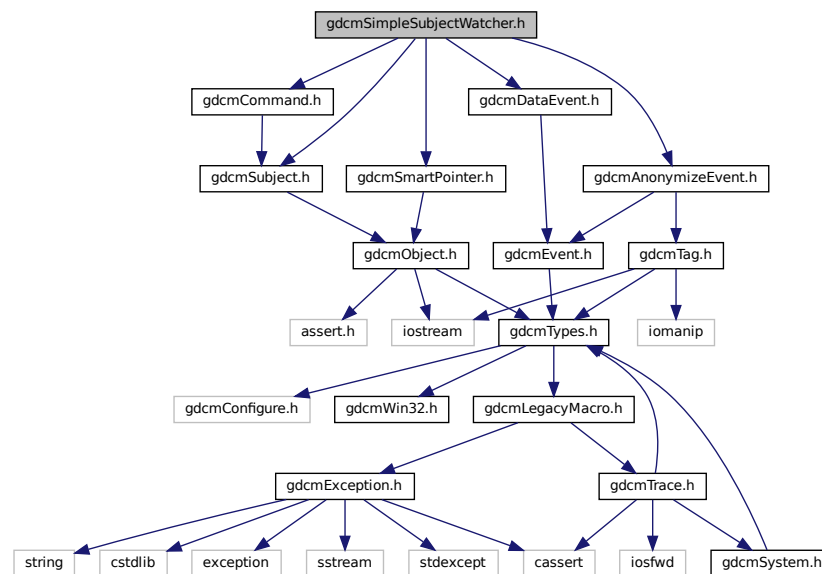 gdcmSimpleSubjectWatcher.h
gdcmCommand.h
gdcmDataEvent.h
gdcmSubject.h
gdcmSmartPointer.h
gdcmAnonymizeEvent.h
gdcmObject.h
gdcmEvent.h
gdcmTag.h
assert.h
iostream
gdcmTypes.h
iomanip
gdcmConfigure.h
gdcmWin32.h
gdcmLegacyMacro.h
gdcmException.h
gdcmTrace.h
string
cstdlib
exception
sstream
stdexcept
cassert
iosfwd
gdcmSystem.h